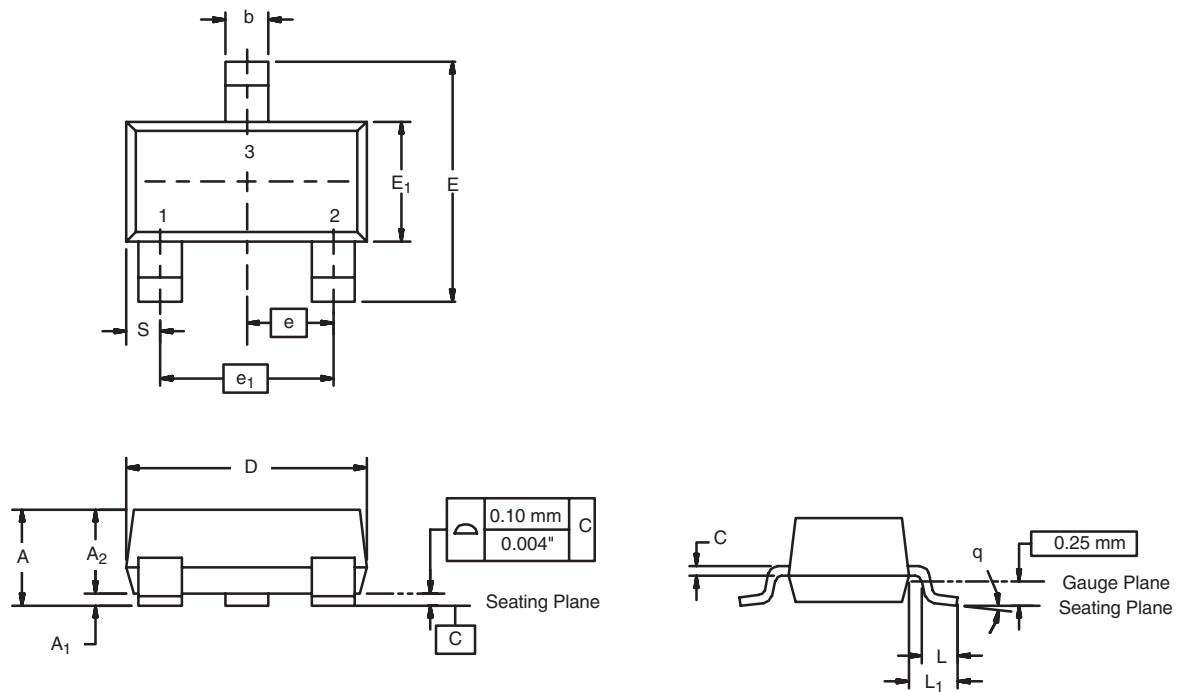 b
3
E₁
E
1
2
S
e
e₁
D
0.10 mm
C
0.004"
A
A₂
Seating Plane
A₁
C
C
q
0.25 mm
Gauge Plane
Seating Plane
L
L₁